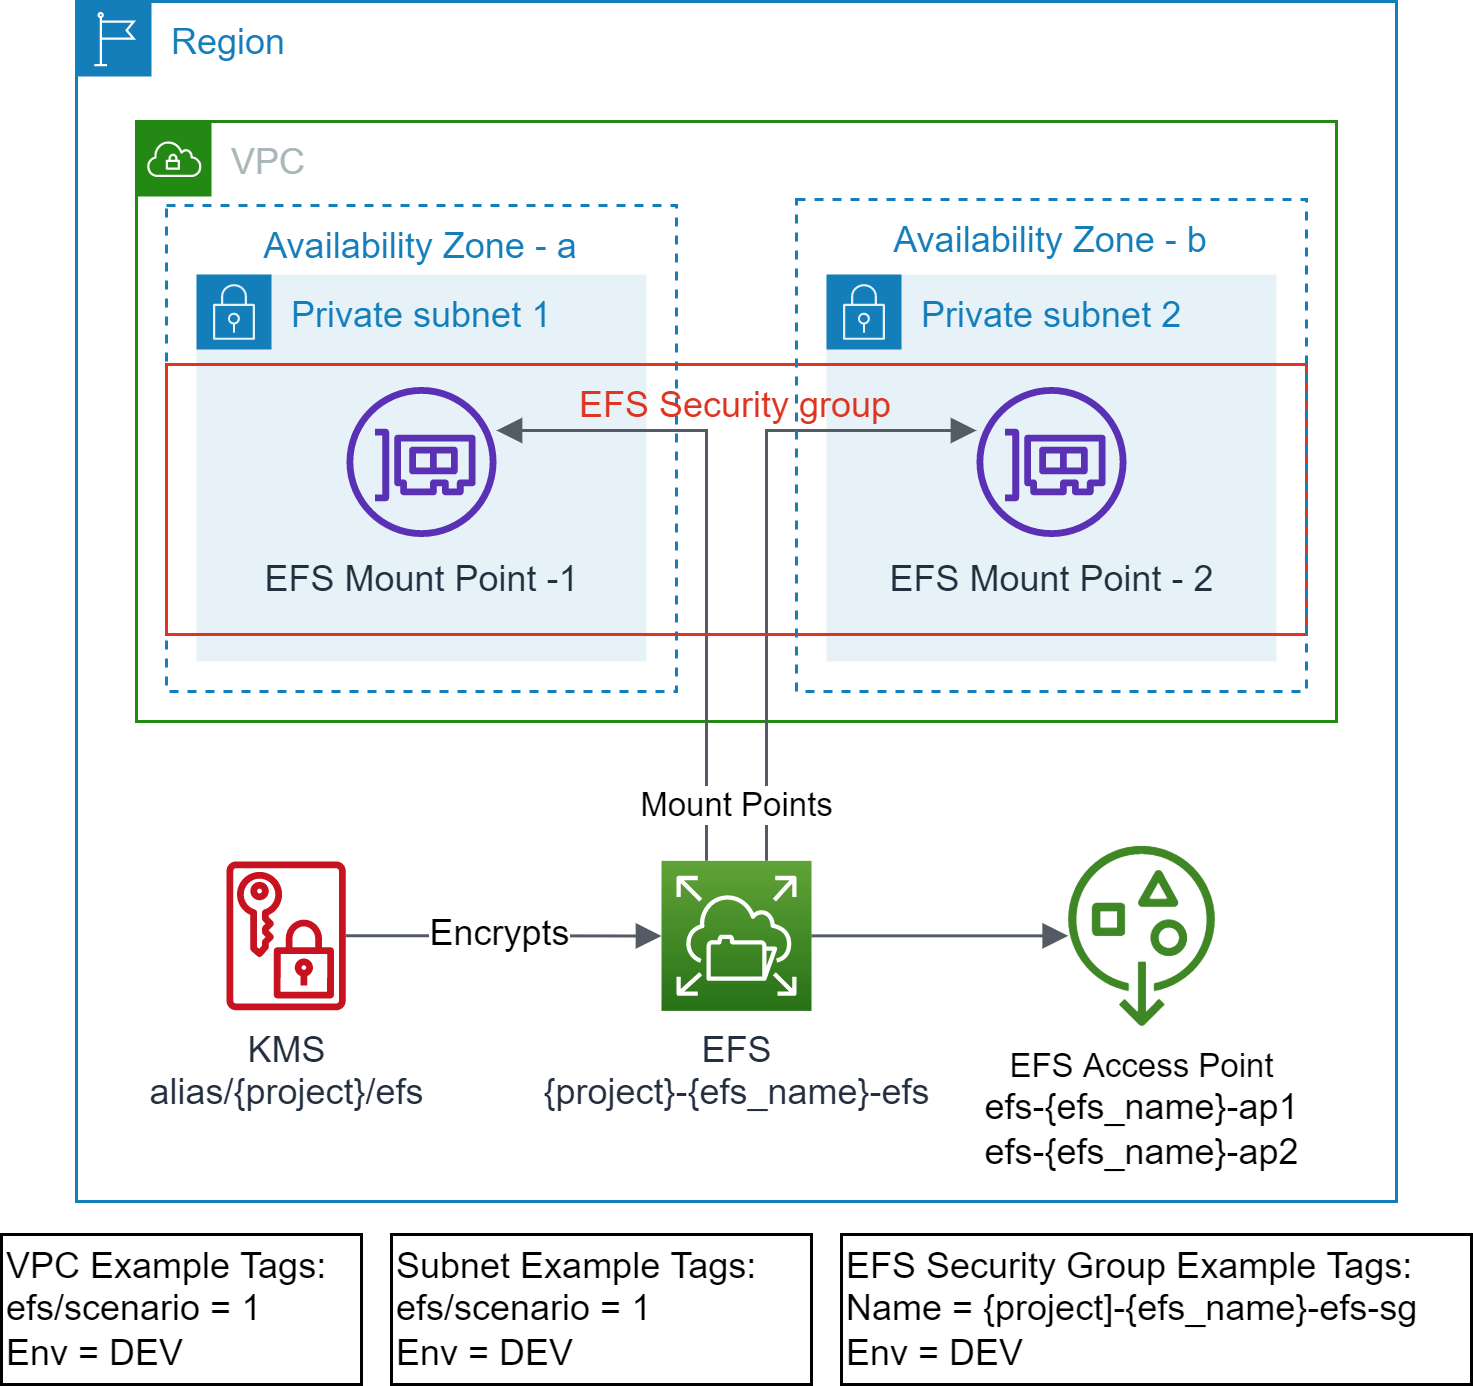 Region
VPC
Availability Zone - a
Availability Zone - b
Private subnet 1
Private subnet 2
EFS Security group
EFS Mount Point -1
EFS Mount Point - 2
Mount Points
Encrypts
KMS
alias/{project}/efs
EFS
{project}-{efs_name}-efs
EFS Access Point
efs-{efs_name}-ap1
efs-{efs_name}-ap2
VPC Example Tags:
efs/scenario = 1
Env = DEV
Subnet Example Tags:
efs/scenario = 1
Env = DEV
EFS Security Group Example Tags:
Name = {project]-{efs_name}-efs-sg
Env = DEV